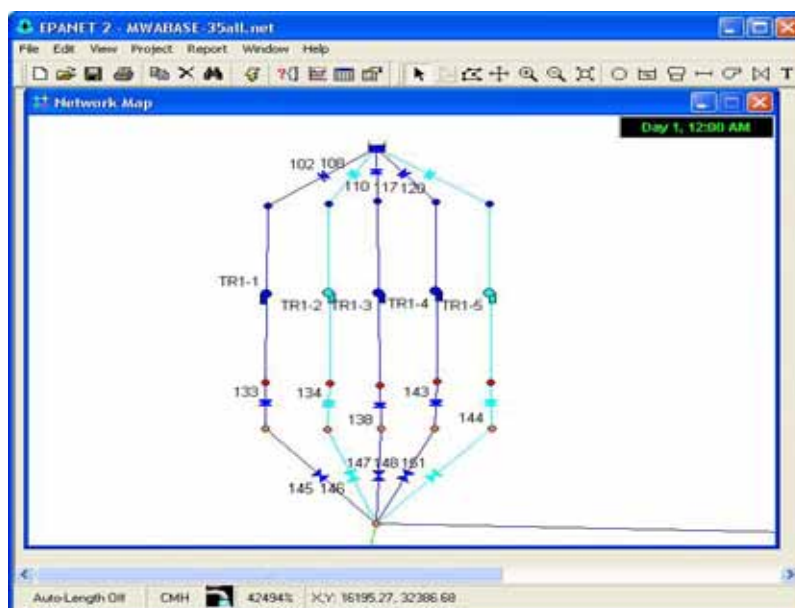 EPANET 2 - MWABASE-35all.net
File Edit View Project Report Window Help
T
Network Map
Day 1, 12:00 AM
102 108
110 117 120
TR1-1
TR1-2 TR1-3 TR1-4 TR1-5
133 134 143
138 144
147 148 151
145 146
Auto-Length Off CMH 42494% X,Y: 16195.27, 32386.68